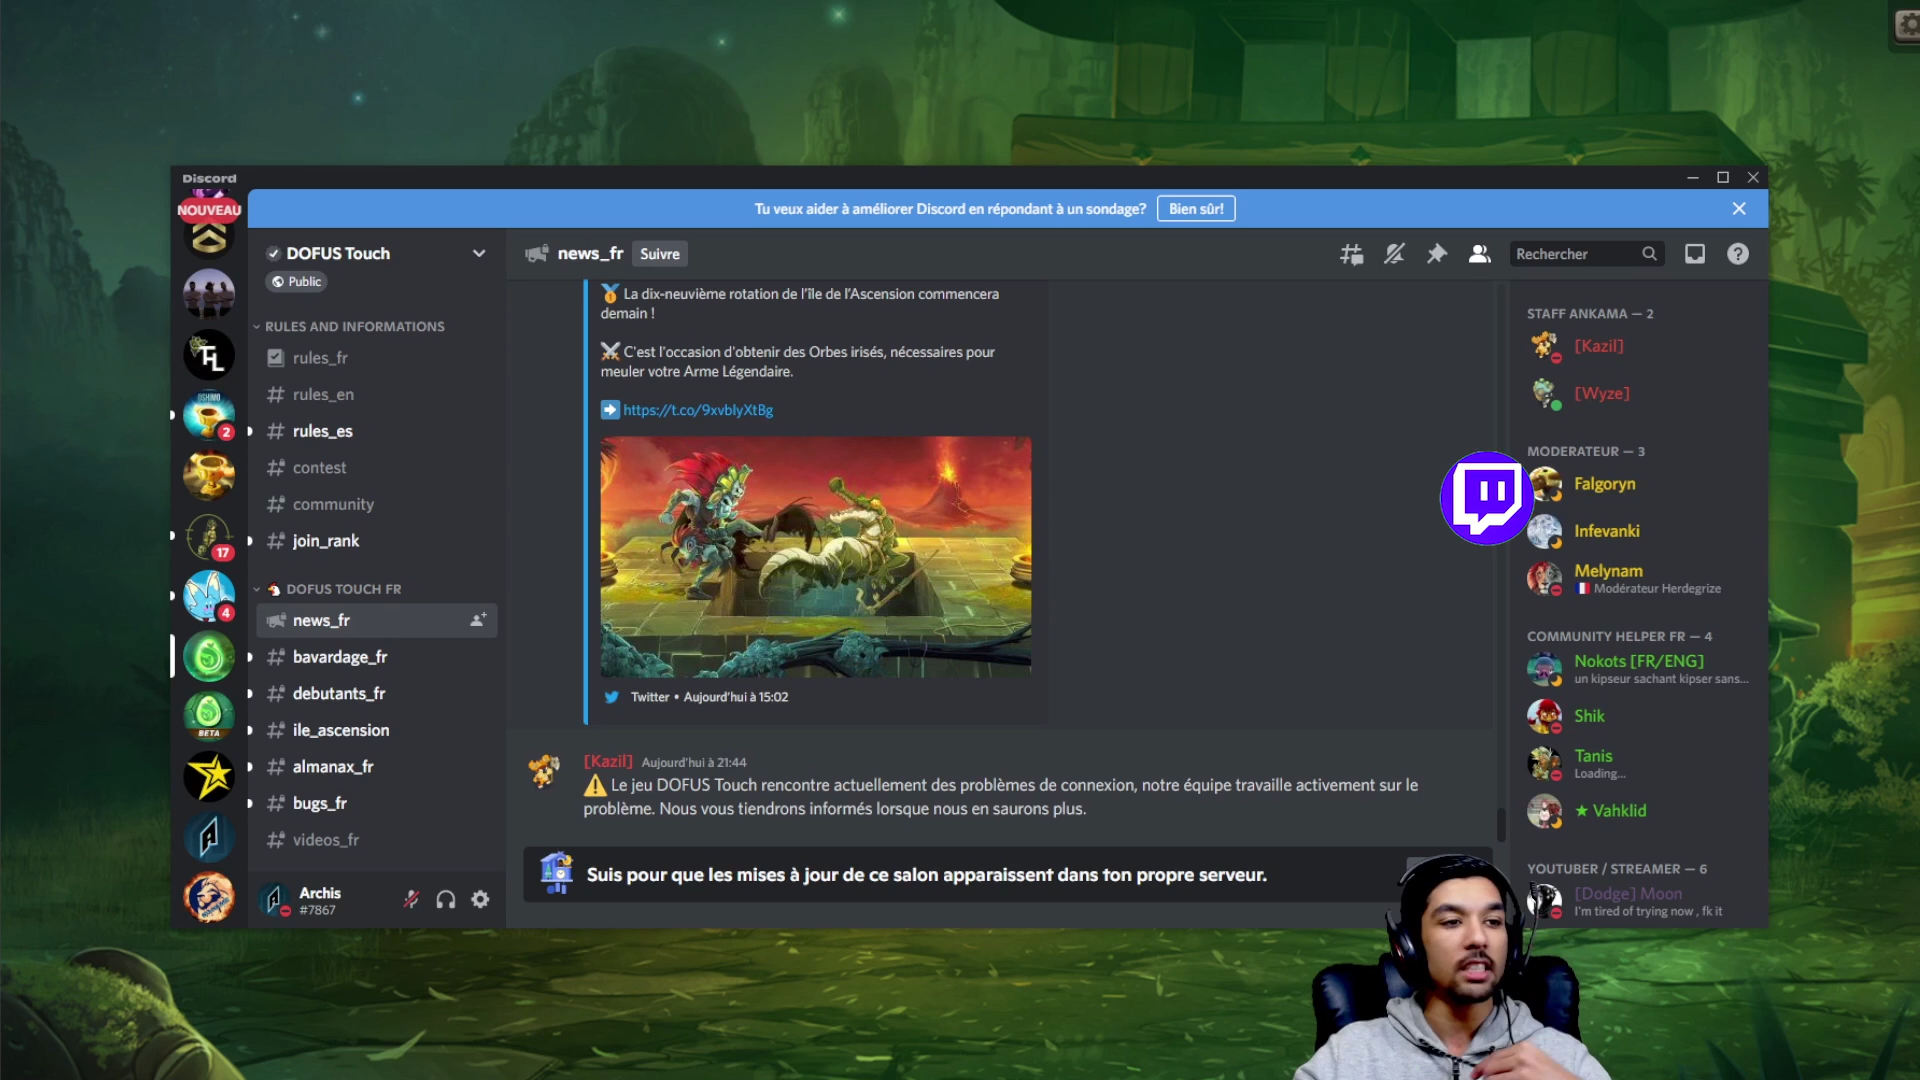 Discord
Tu veux aider à améliorer Discord en répondant à un sondage? Bien sûr!
NOUVEAU
DOFUS Touch
Public
RULES AND INFORMATIONS
rules_fr
rules_en
rules_es
contest
community
join_rank
DOFUS TOUCH FR
news_fr
bavardage_fr
debutants_fr
ile_ascension
almanax_fr
bugs_fr
videos_fr
TL
OSHIMO
2
17
4
BETA
Archis
#7867
news_fr Suivre
Rechercher
La dix-neuvième rotation de l'île de l'Ascension commencera
demain !
C'est l'occasion d'obtenir des Orbes irisés, nécessaires pour
meuler votre Arme Légendaire.
https://t.co/9xvblyXtBg
Twitter • Aujourd'hui à 15:02
[Kazil] Aujourd'hui à 21:44
Le jeu DOFUS Touch rencontre actuellement des problèmes de connexion, notre équipe travaille activement sur le
problème. Nous vous tiendrons informés lorsque nous en saurons plus.
Suis pour que les mises à jour de ce salon apparaissent dans ton propre serveur.
STAFF ANKAMA — 2
[Kazil]
[Wyze]
MODERATEUR — 3
Falgoryn
Infevanki
Melynam
Modérateur Herdegrize
COMMUNITY HELPER FR — 4
Nokots [FR/ENG]
un kipseur sachant kipser sans...
Shik
Tanis
Loading...
★ Vahklid
YOUTUBER / STREAMER — 6
[Dodge] Moon
I'm tired of trying now , fk it